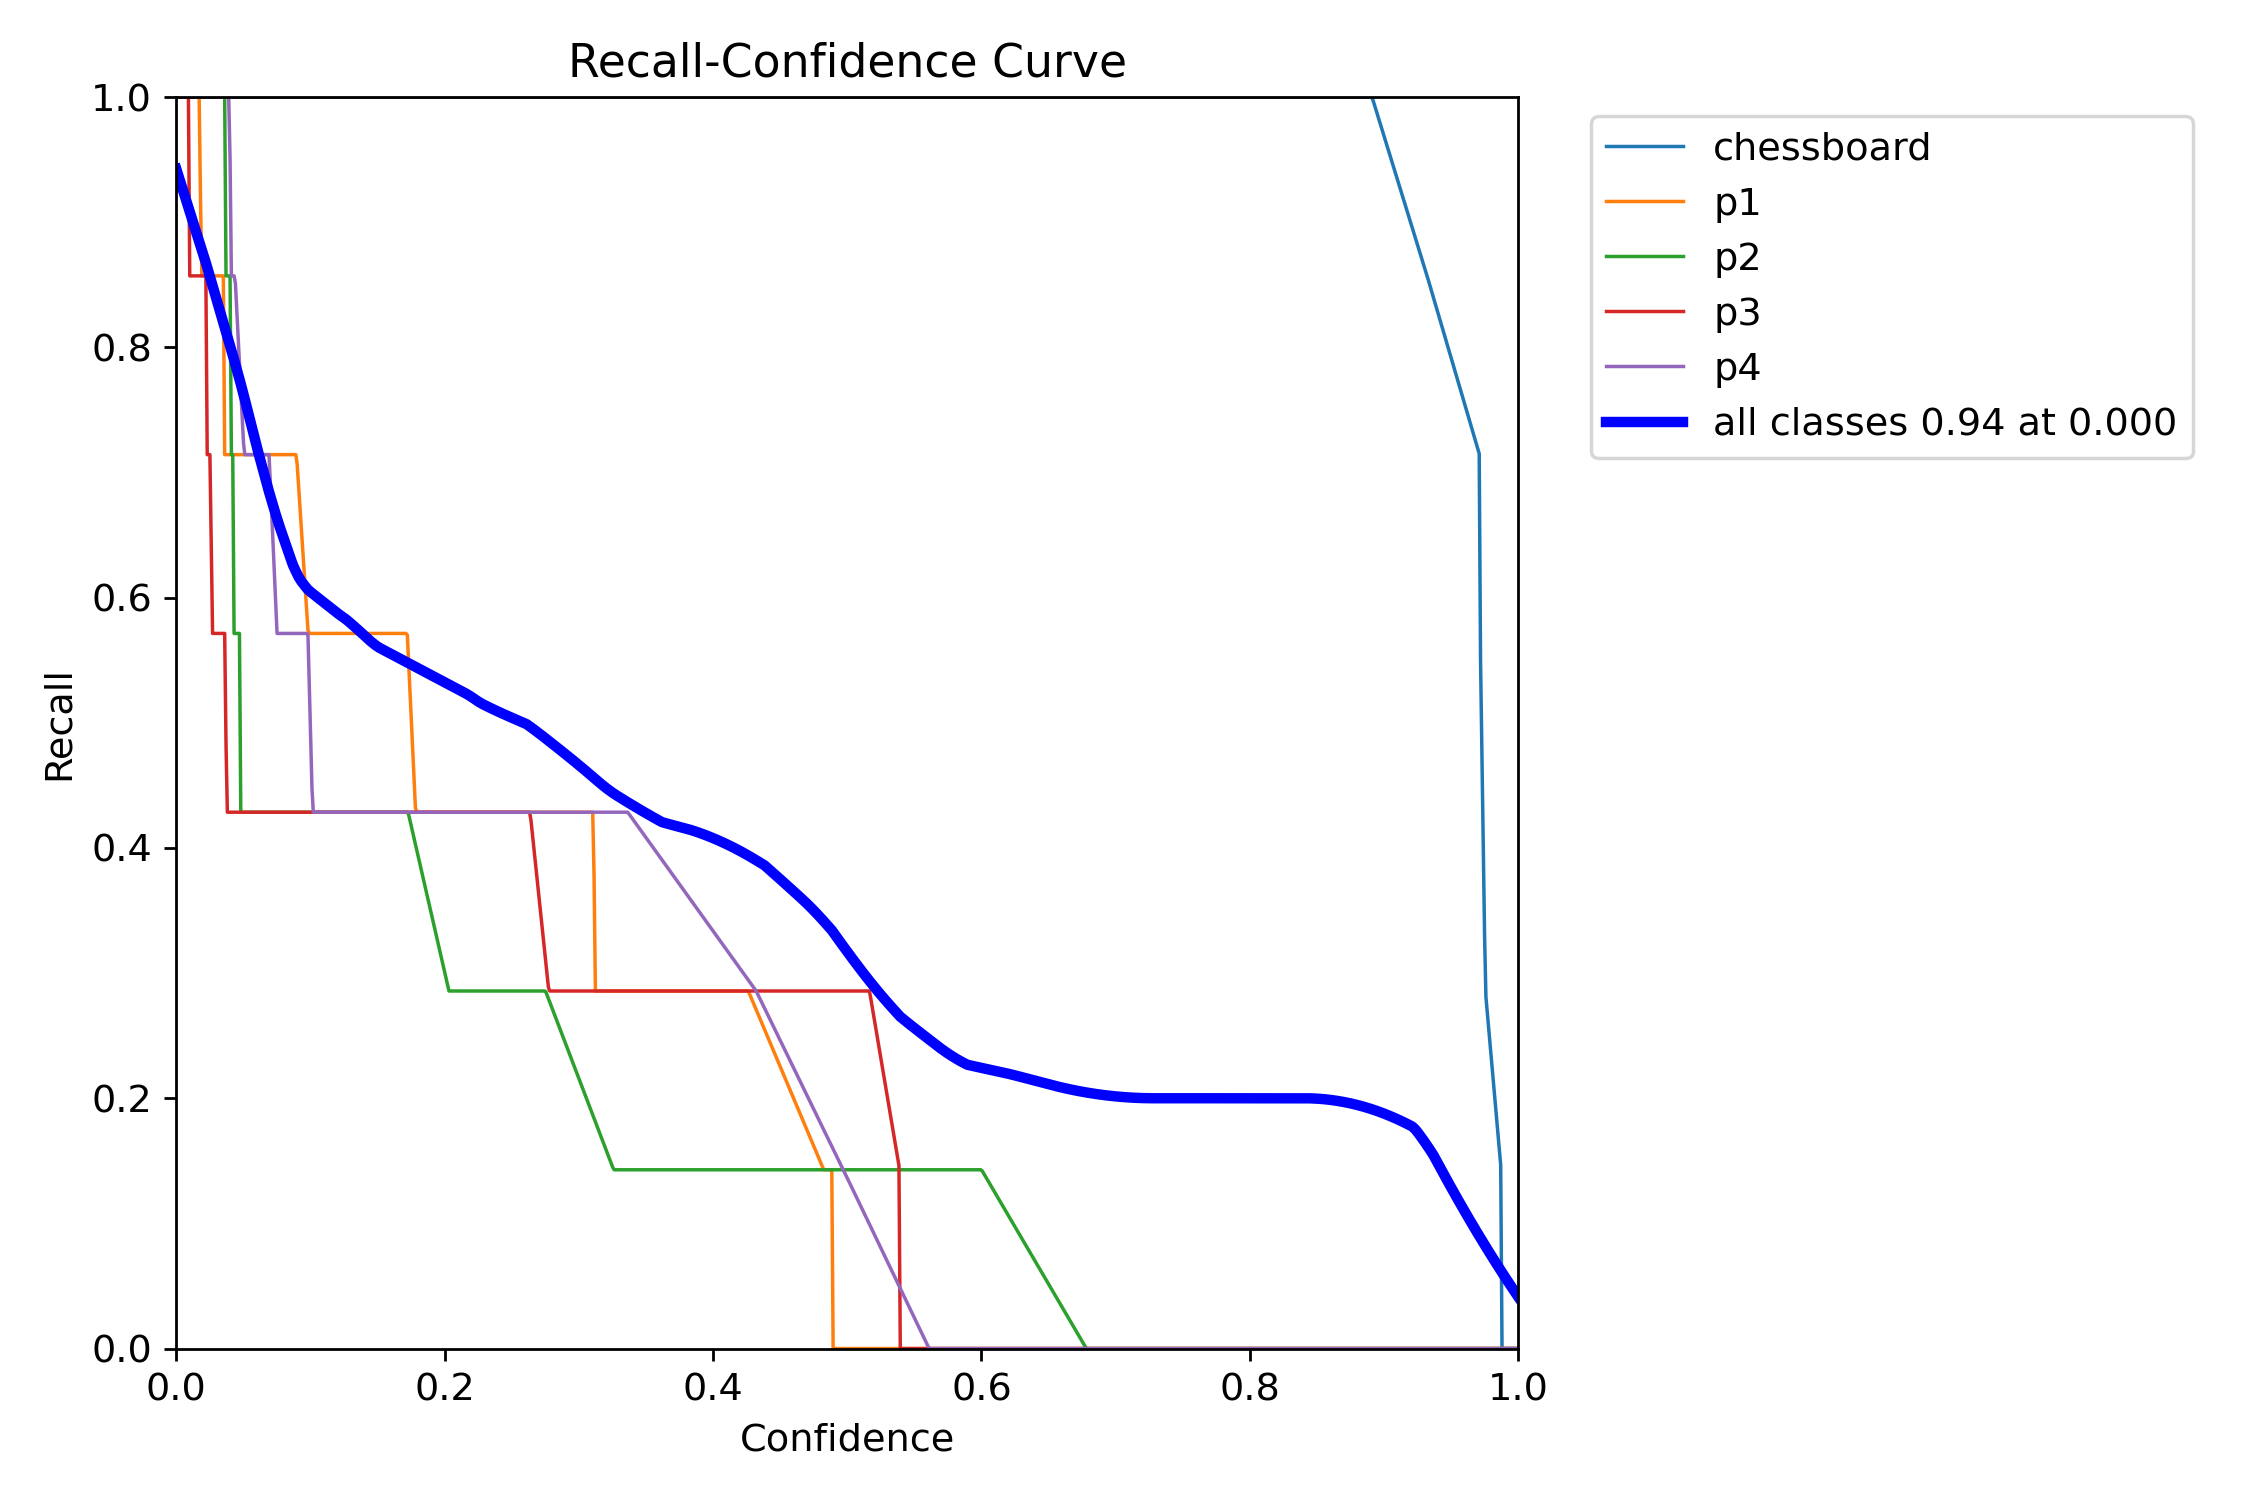 Recall-Confidence Curve
1.0
0.8
0.6
0.4
0.2
0.0
Recall
0.0 0.2 0.4 0.6 0.8 1.0
Confidence
chessboard
p1
p2
p3
p4
all classes 0.94 at 0.000